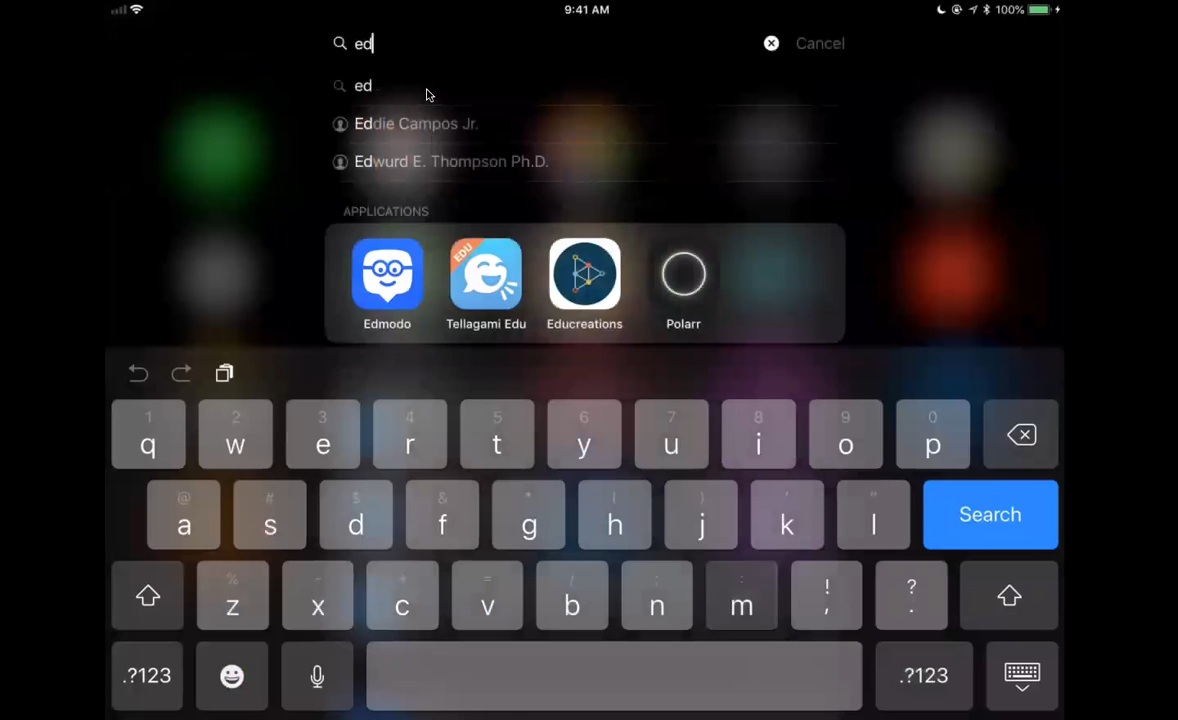 9:41 AM 100%
ed Cancel
ed
Eddie Campos Jr.
Edwurd E. Thompson Ph.D.
APPLICATIONS
EDU
Edmodo Tellagami Edu Educreations Polarr
1 2 3 4 5 6 7 8 9 0
q w e r t y u i o p
@ # $ & * ( ) ' "
a s d f g h j k l Search
% - + = / ; : ! ?
z x c v b n m , .
.?123 .?123